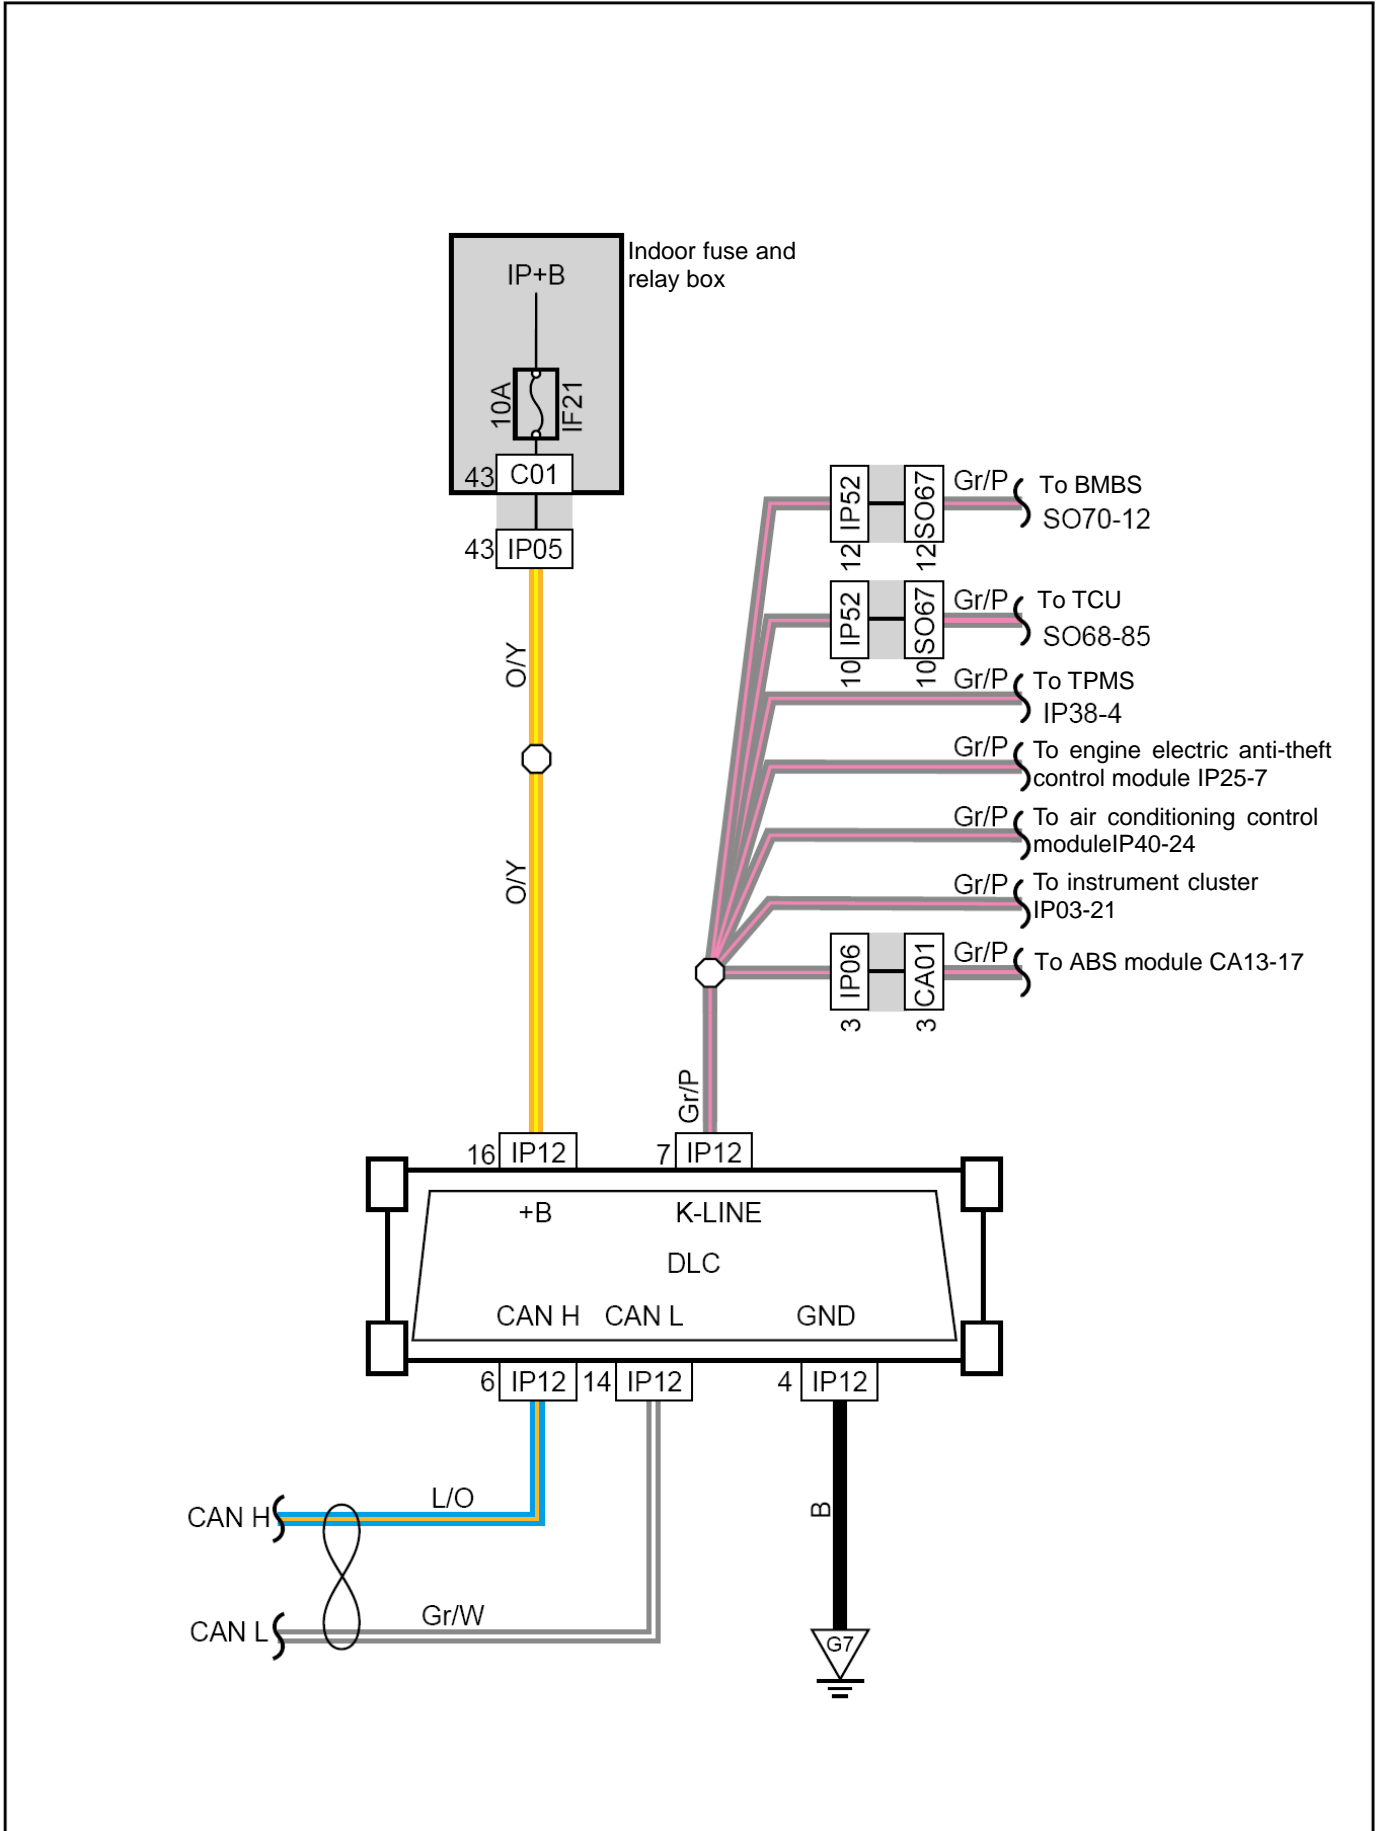 Indoor fuse and
relay box
IP+B
10A
IF21
43 C01
43 IP05
O/Y
O/Y
IP52
12
SO67
12
Gr/P
To BMBS
SO70-12
IP52
10
SO67
10
Gr/P
To TCU
SO68-85
Gr/P
To TPMS
IP38-4
Gr/P
To engine electric anti-theft
control module IP25-7
Gr/P
To air conditioning control
moduleIP40-24
Gr/P
To instrument cluster
IP03-21
IP06
3
CA01
3
Gr/P
To ABS module CA13-17
Gr/P
16 IP12
7 IP12
+B
K-LINE
DLC
CAN H
CAN L
GND
6 IP12
14 IP12
4 IP12
L/O
CAN H
Gr/W
CAN L
B
G7